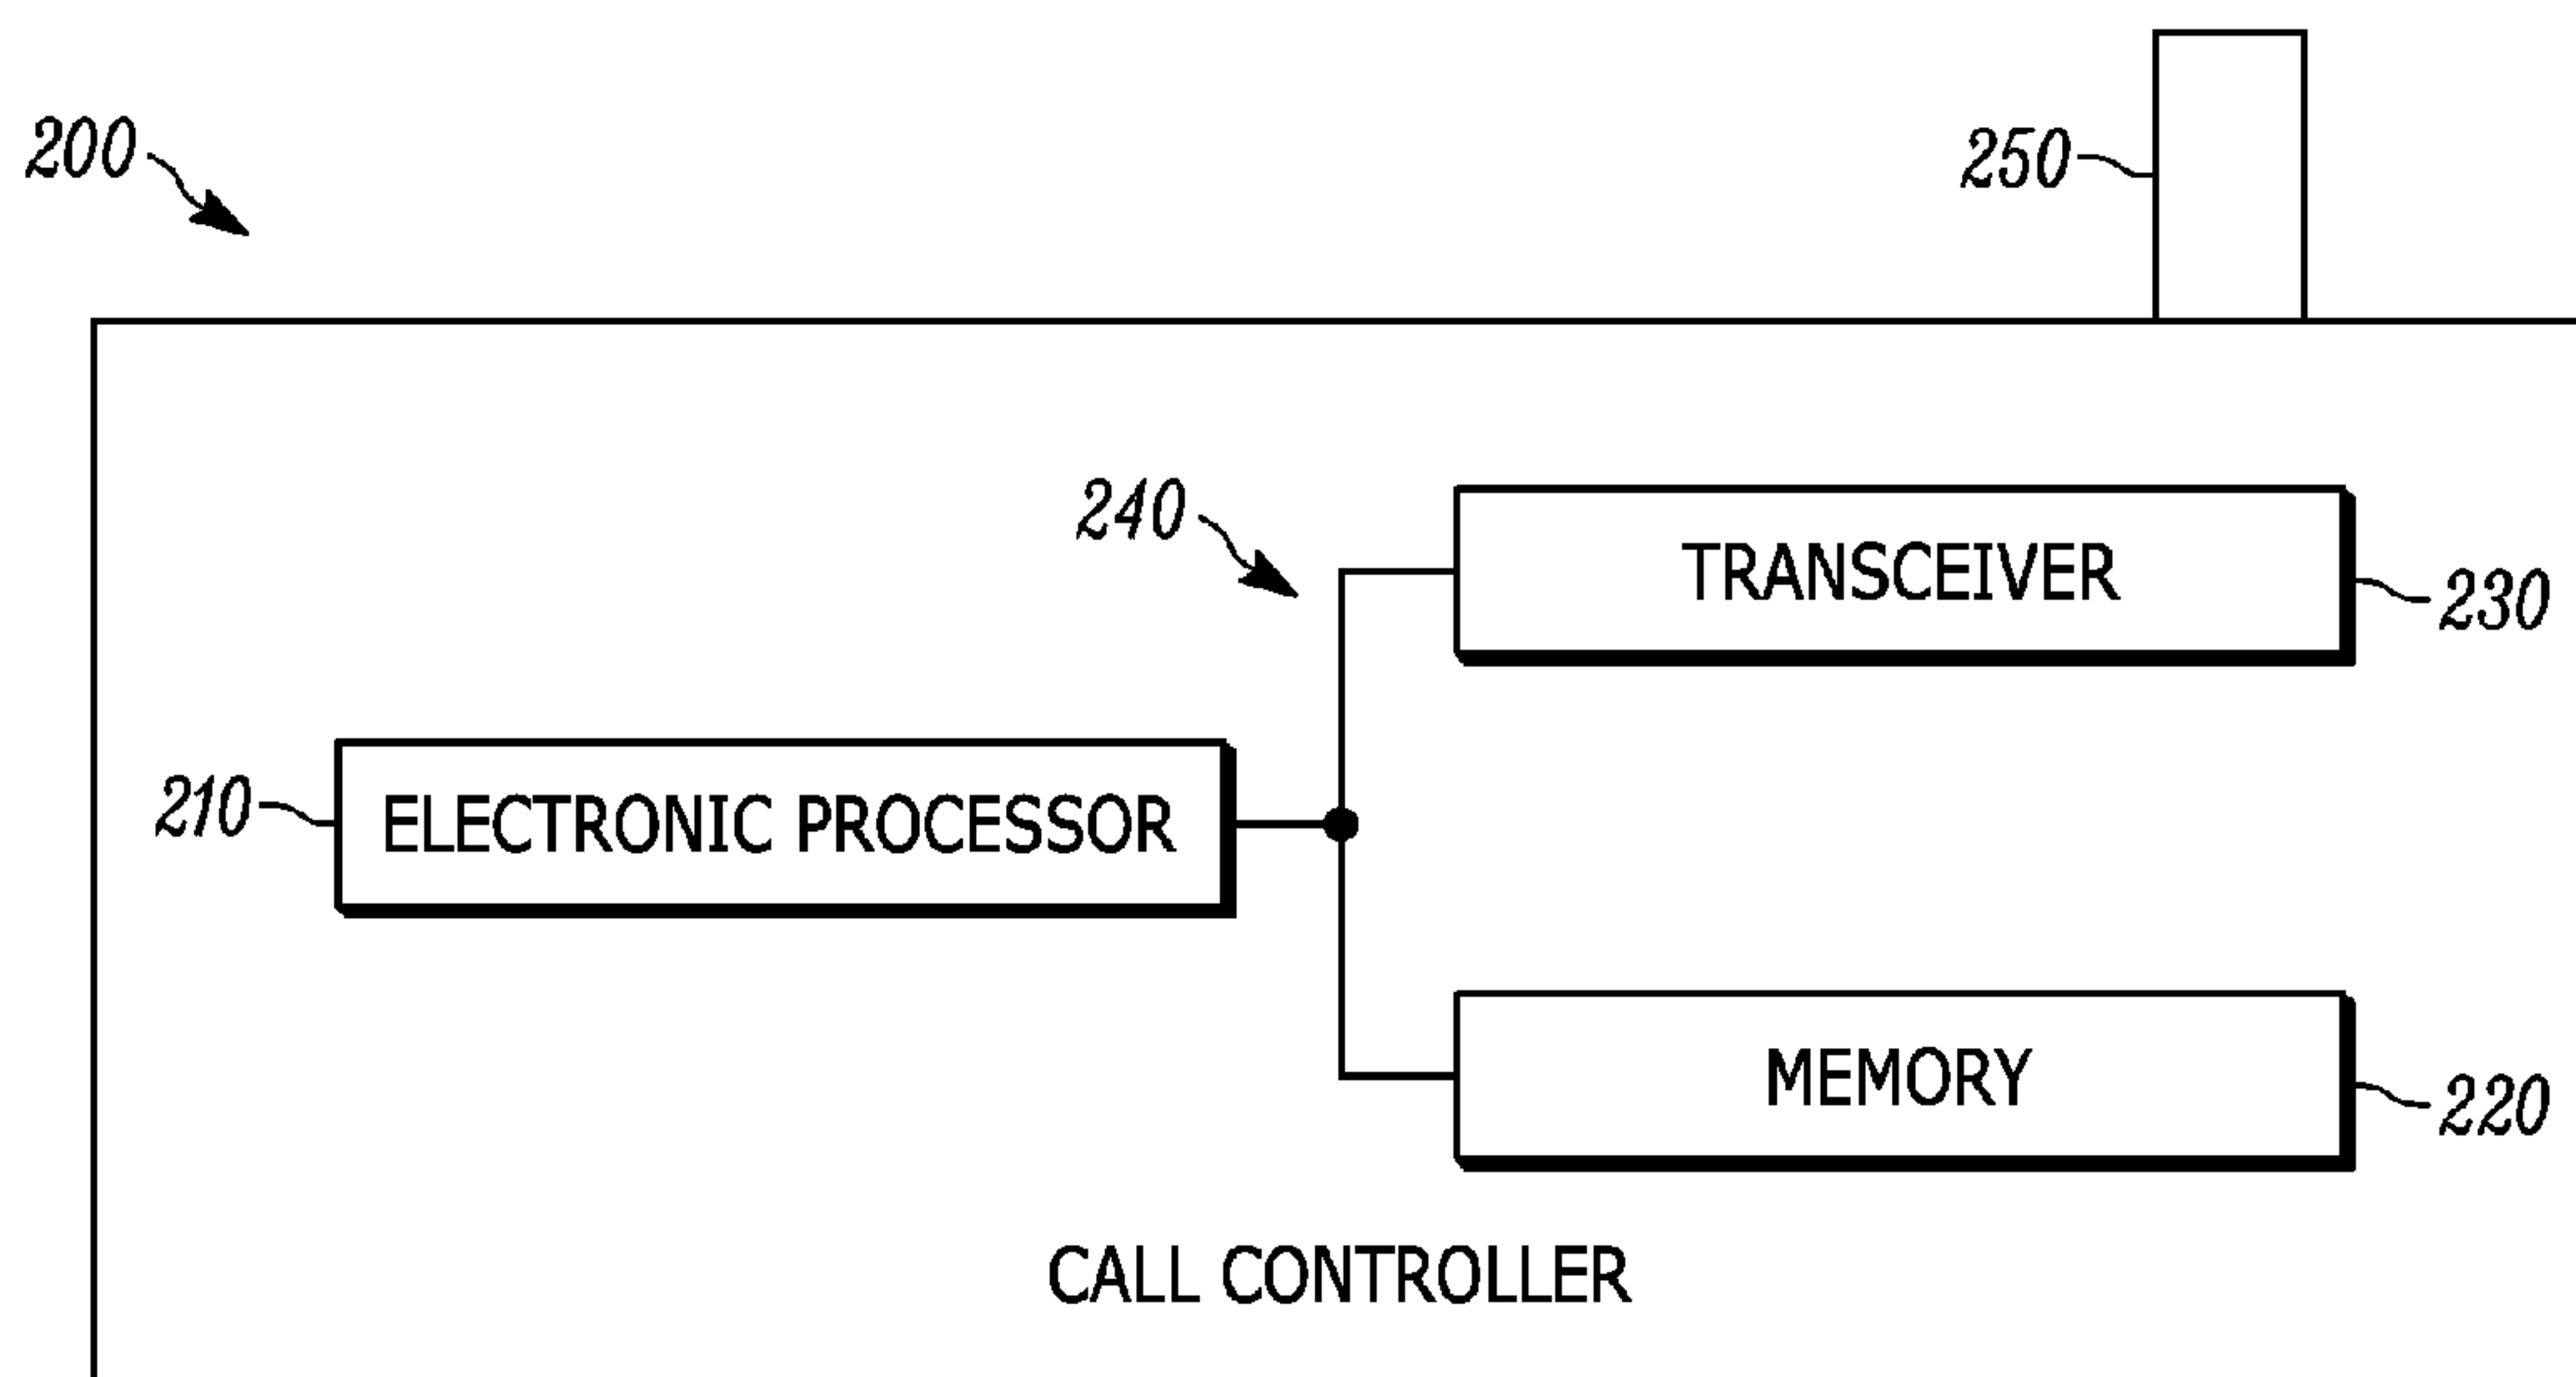 200
250
240
TRANSCEIVER
230
210
ELECTRONIC PROCESSOR
MEMORY
220
CALL CONTROLLER